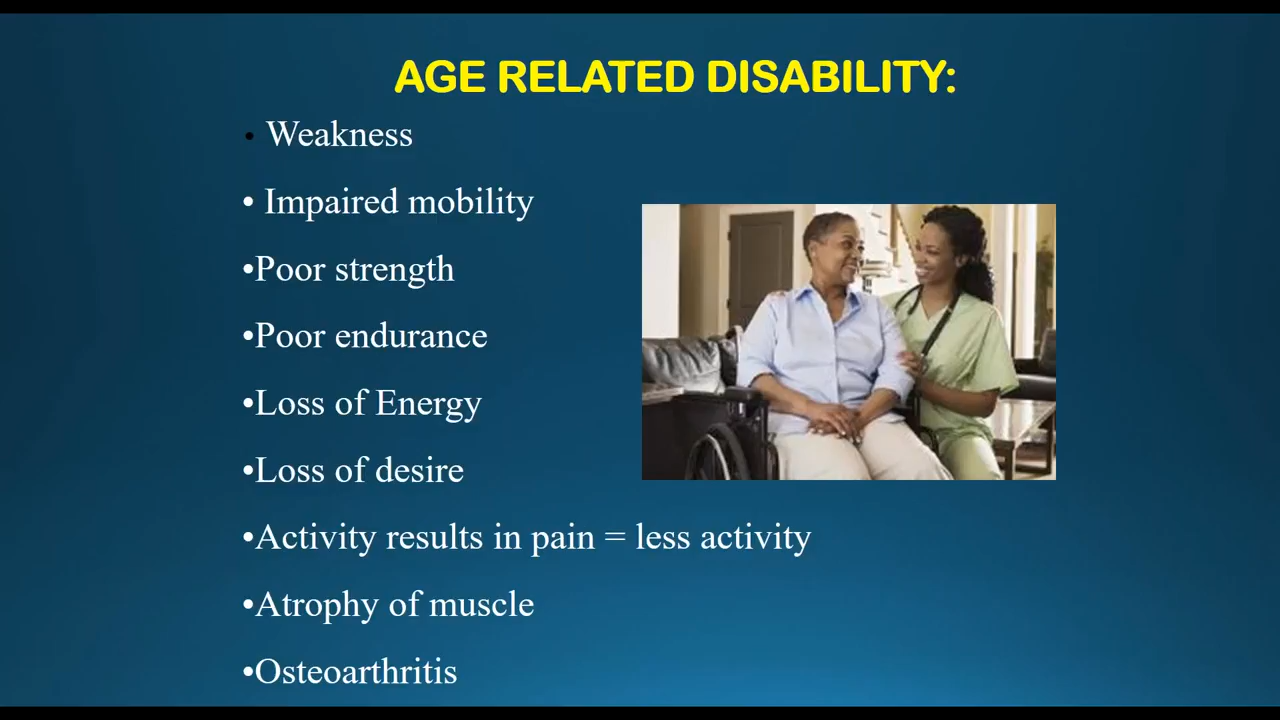 AGE RELATED DISABILITY:
• Weakness
• Impaired mobility
•Poor strength
•Poor endurance
•Loss of Energy
•Loss of desire
•Activity results in pain = less activity
•Atrophy of muscle
•Osteoarthritis